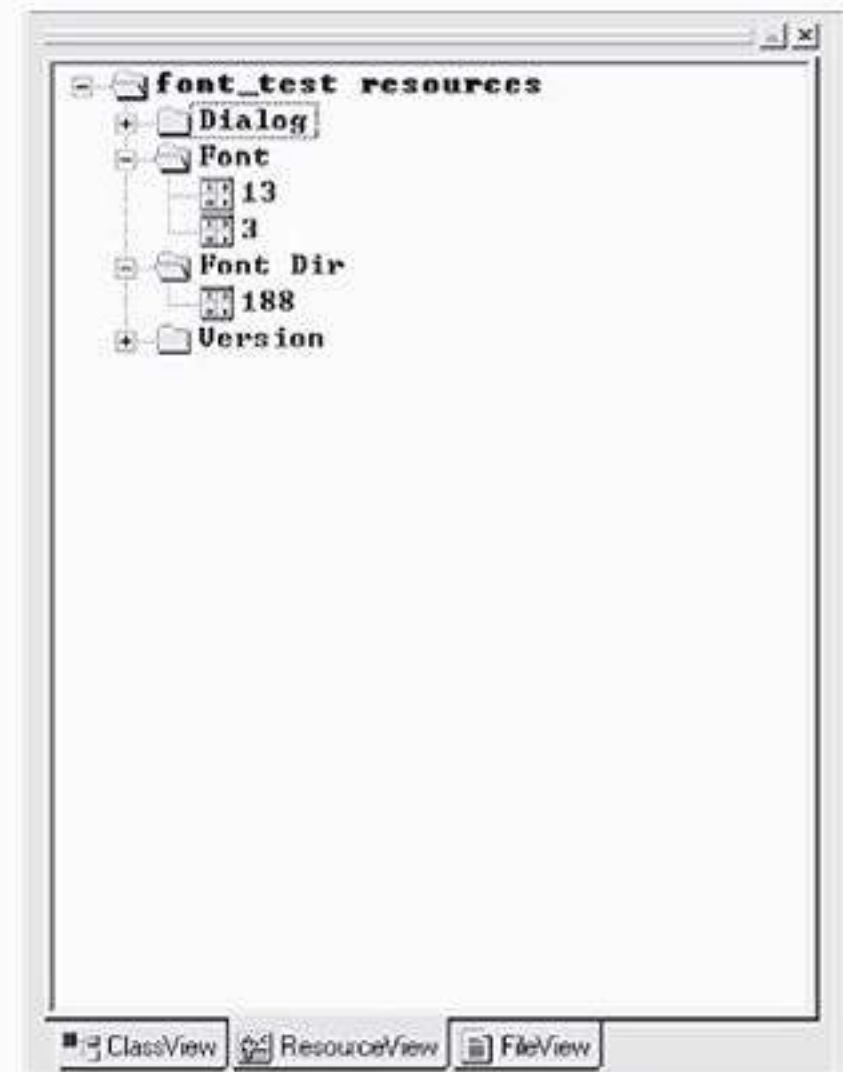 font_test resources
Dialog
Font
13
3
Font Dir
188
Version
ClassView ResourceView FileView